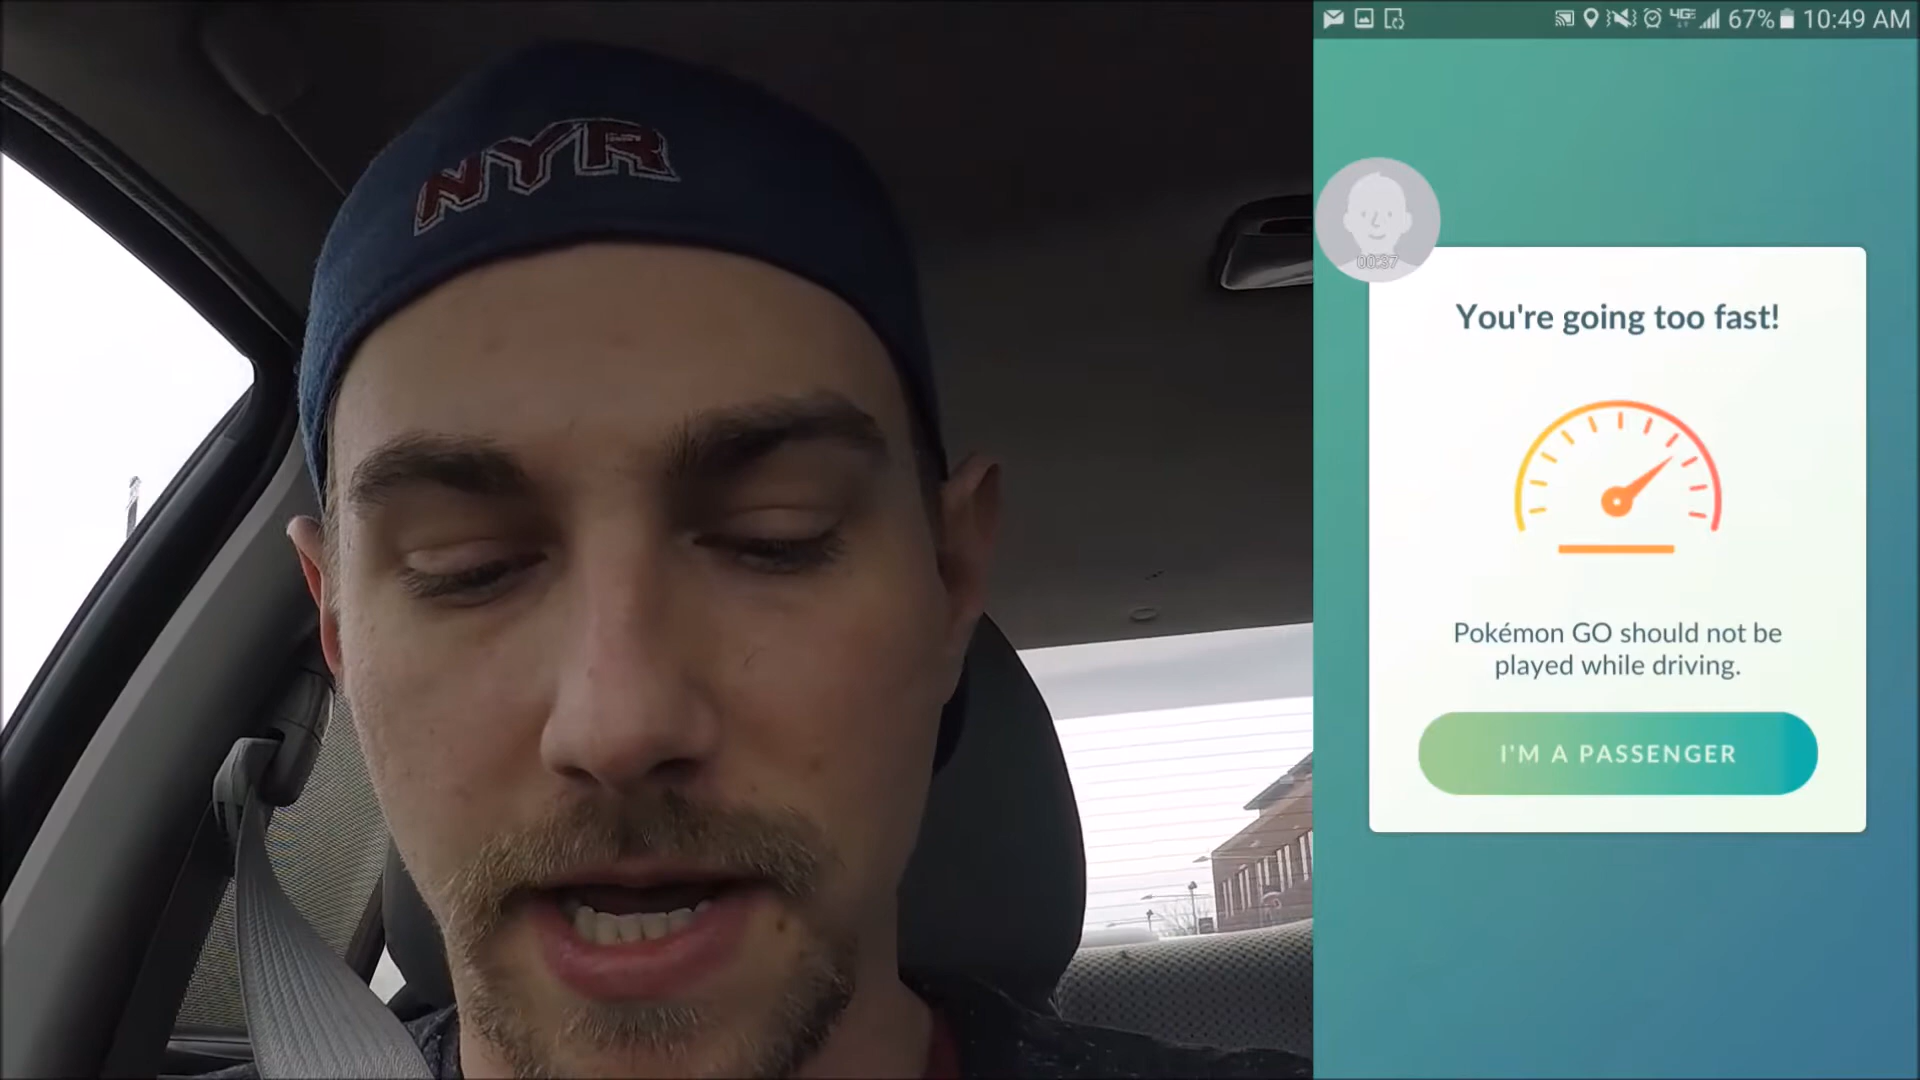 NYR
67% 10:49 AM
00:37
You're going too fast!
Pokémon GO should not be
played while driving.
I'M A PASSENGER